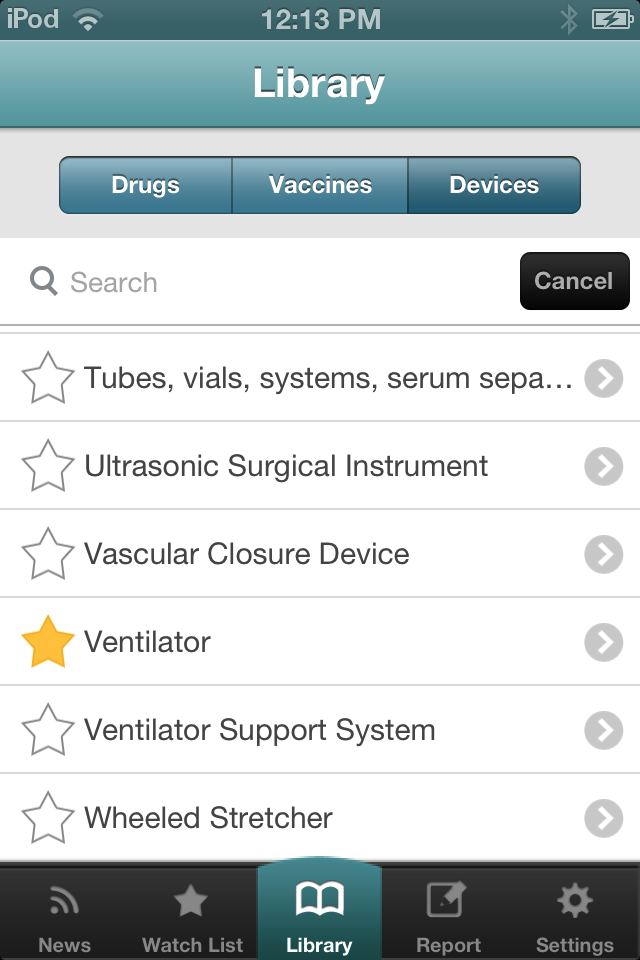 iPod 12:13 PM
Library
Drugs Vaccines Devices
Search Cancel
Tubes, vials, systems, serum sepa...
Ultrasonic Surgical Instrument
Vascular Closure Device
Ventilator
Ventilator Support System
Wheeled Stretcher
News Watch List Library Report Settings